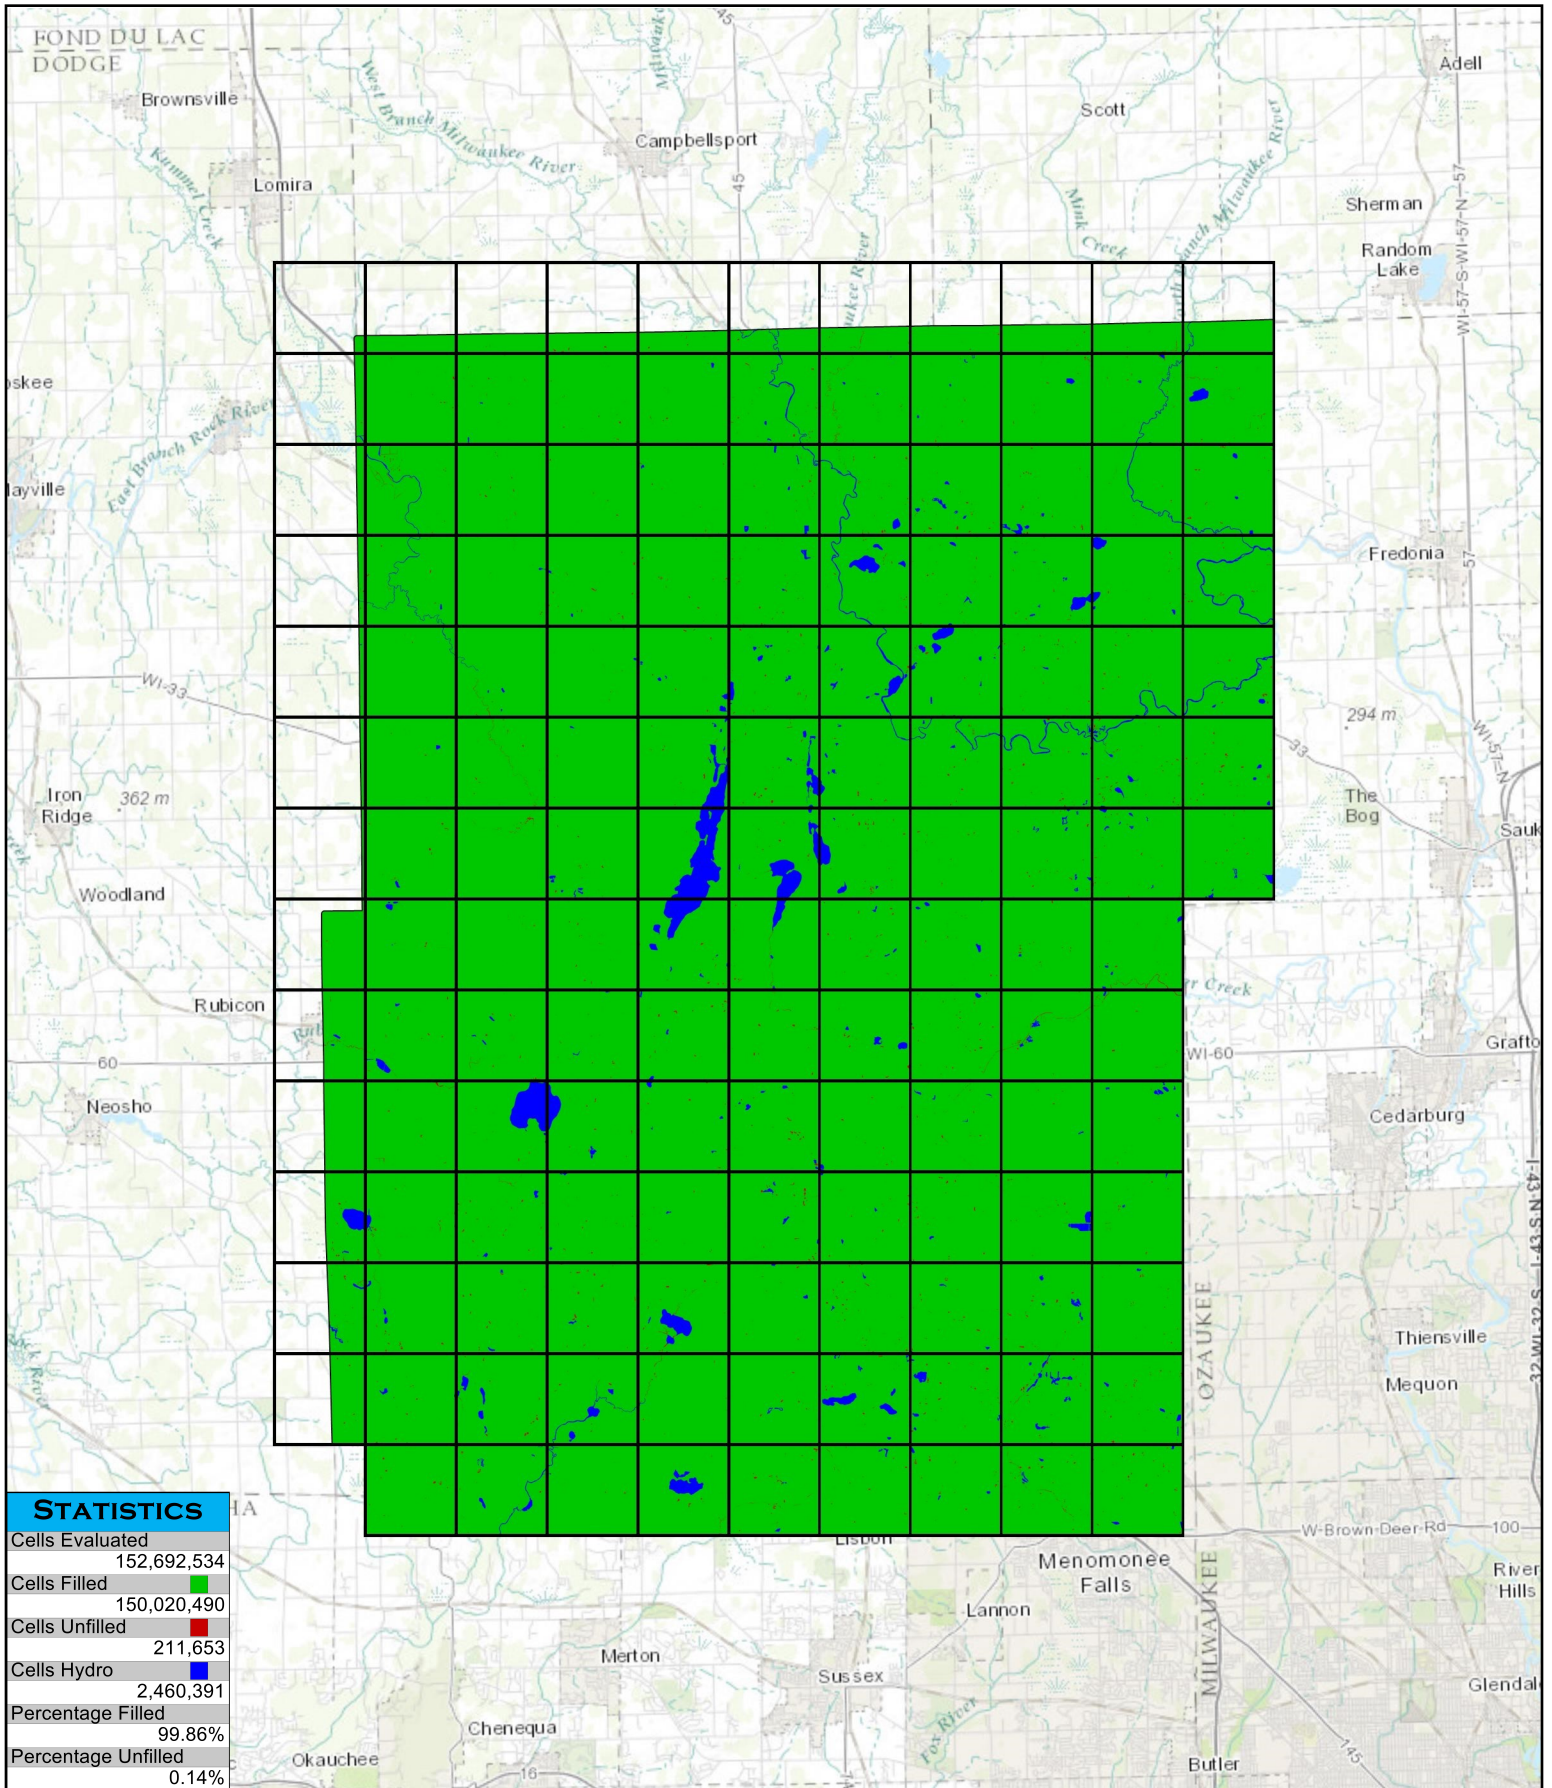 FOND DU LAC
DODGE
45
Adell
Brownsville
Scott
West Branch Milwaukee River
Campbellsport
Kummel Creek
45
Lomira
North Branch Milwaukee River
WI-57-S-WI-57-N-57
Mink Creek
Sherman
Random
Lake
East Branch Rock River
Fredonia
57
WI-33
294 m
33
WI-57-N
Iron
Ridge
362 m
The
Bog
Sauk
Woodland
Rubicon
60
WI-60
Grafto
Neosho
Cedarburg
I-43-N
OZAUKEE
Thiensville
Mequon
STATISTICS
Cells Evaluated
152,692,534
Cells Filled
150,020,490
Cells Unfilled
211,653
Cells Hydro
2,460,391
Percentage Filled
99.86%
Percentage Unfilled
0.14%
HA
Lisbon
W-Brown-Deer-Rd
100
Menomonee
Falls
River
Hills
MILWAUKEE
Lannon
Merton
Sussex
Glendal
Chenequa
Fox River
Okauchee
16
Butler
145